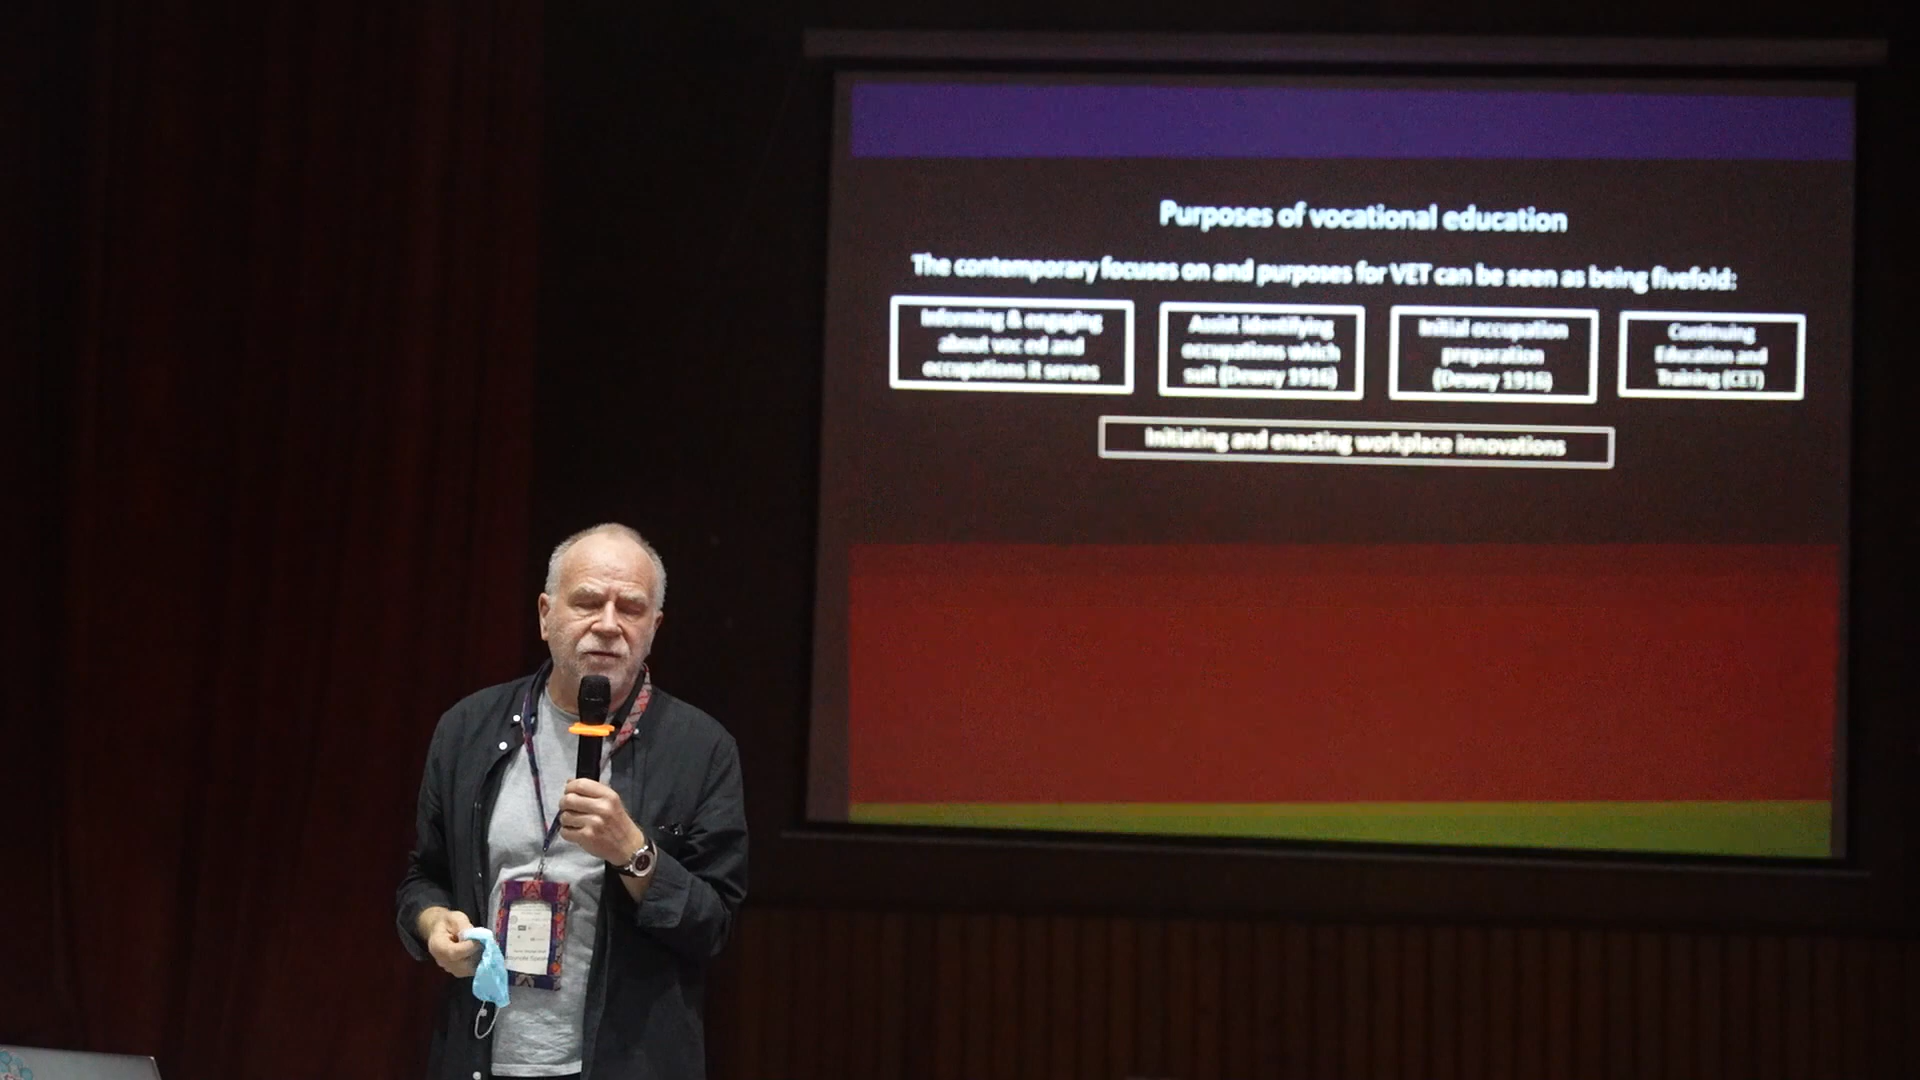 Purposes of vocational education
The contemporary focuses on and purposes for VET can be seen as being fivefold:
Informing & engaging
about voc ed and
occupations it serves
Assist identifying
occupations which
suit (Dewey 1916)
Initial occupation
preparation
(Dewey 1916)
Continuing
Education and
Training (CET)
Initiating and enacting workplace innovations